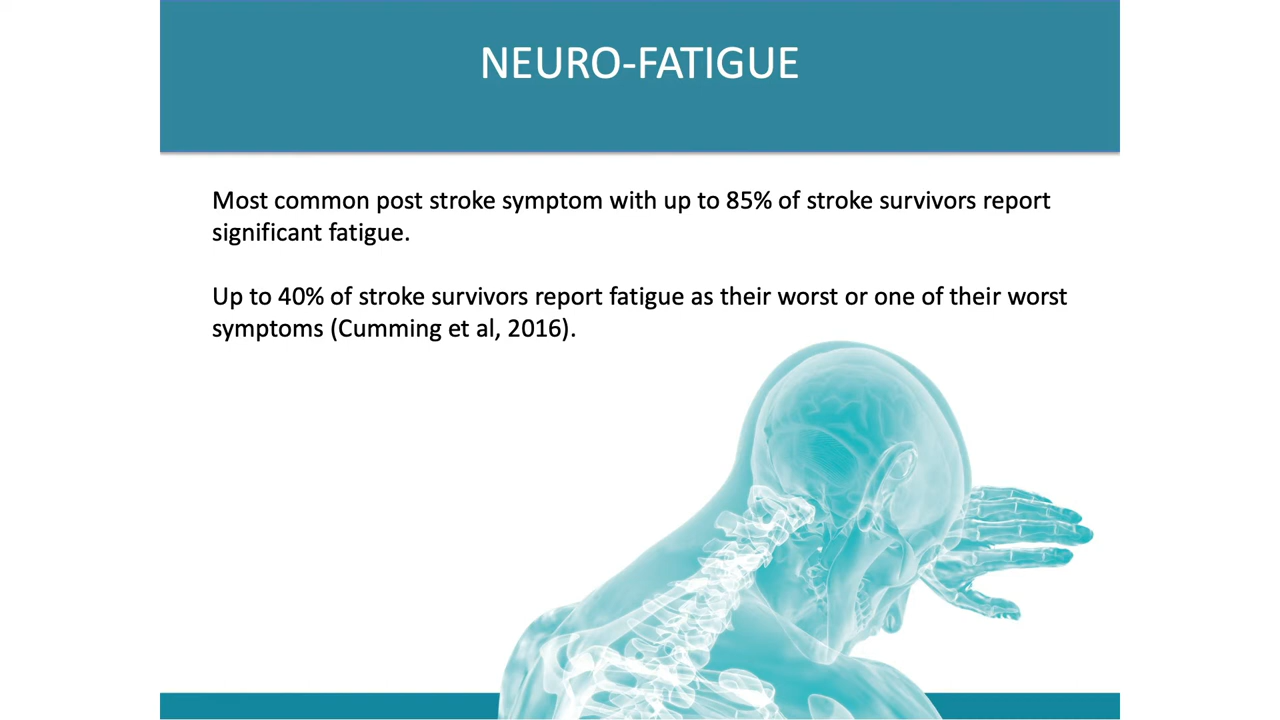 NEURO-FATIGUE
Most common post stroke symptom with up to 85% of stroke survivors report
significant fatigue.
Up to 40% of stroke survivors report fatigue as their worst or one of their worst
symptoms (Cumming et al, 2016).